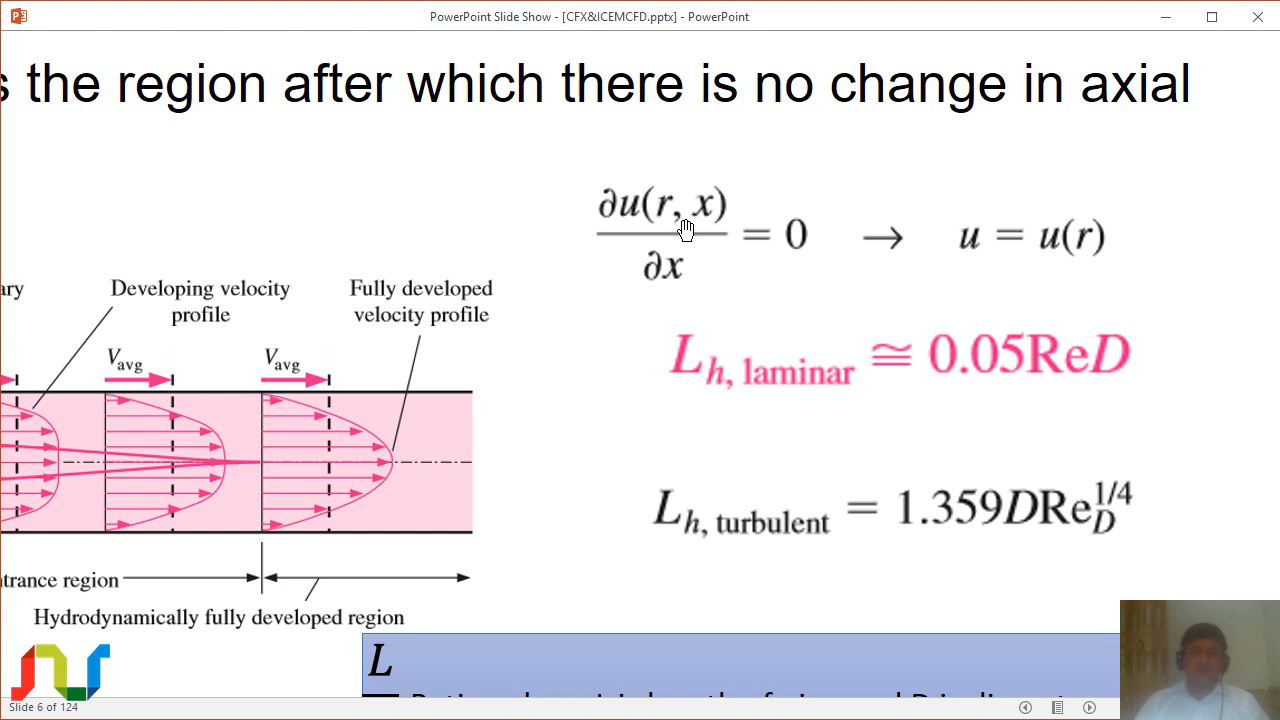 PowerPoint Slide Show - [CFX&ICEMCFD.pptx] - PowerPoint
the region after which there is no change in axial
∂u(r, x)
∂x
= 0 → u = u(r)
Developing velocity
profile
Fully developed
velocity profile
V_avg
V_avg
L_h, laminar ≅ 0.05ReD
L_h, turbulent = 1.359DRe_D^1/4
region
Hydrodynamically fully developed region
L
Slide 6 of 124